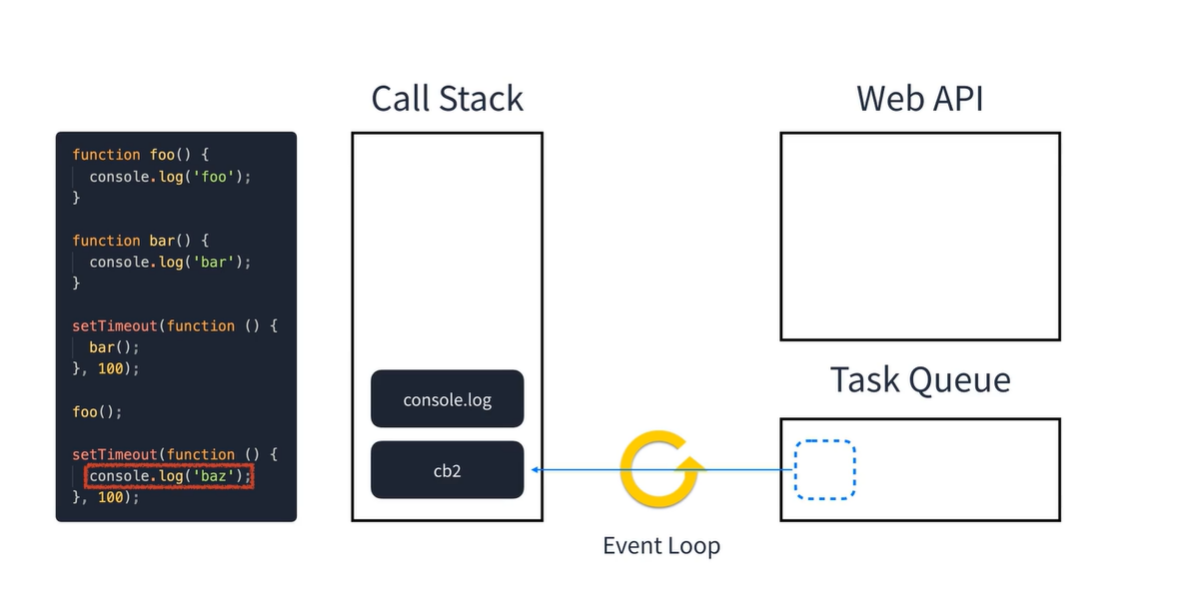 Call Stack
Web API
function foo() {
  console.log('foo');
}
function bar() {
  console.log('bar');
}
setTimeout(function () {
  bar();
}, 100);
foo();
setTimeout(function () {
  console.log('baz');
}, 100);
console.log
cb2
Task Queue
Event Loop